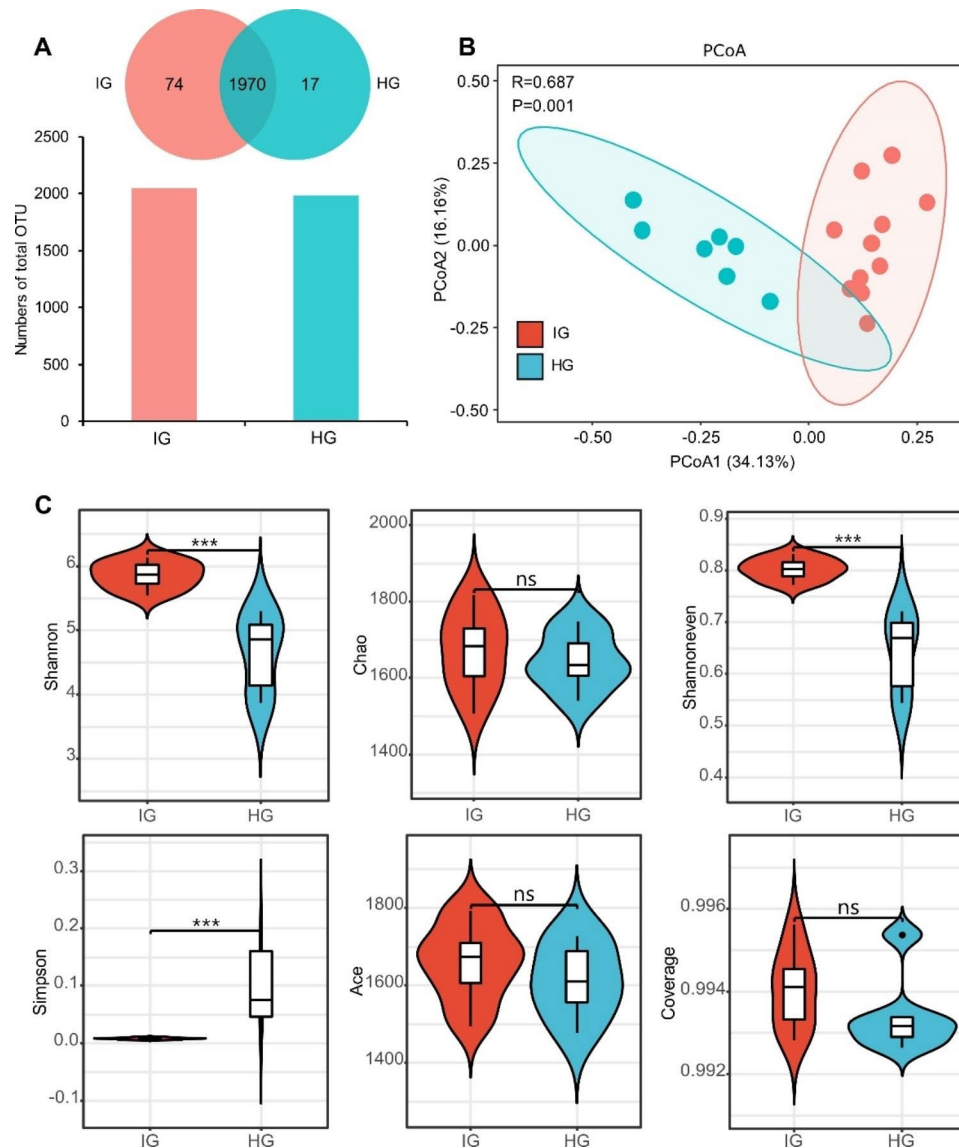 A
IG 74 1970 17 HG
2500
2000
1500
1000
500
0
Numbers of total OTU
IG HG
B
PCoA
R=0.687
P=0.001
0.50
0.25
0.00
-0.25
-0.50
PCoA2 (16.16%)
IG
HG
-0.50 -0.25 0.00 0.25
PCoA1 (34.13%)
C
6
5
4
3
Shannon
***
IG HG
2000
1800
1600
1400
Chao
ns
IG HG
0.9
0.8
0.7
0.6
0.5
0.4
Shannoneven
***
IG HG
0.3
0.2
0.1
0.0
-0.1
Simpson
***
IG HG
1800
1600
1400
Ace
ns
IG HG
0.996
0.994
0.992
Coverage
ns
IG HG